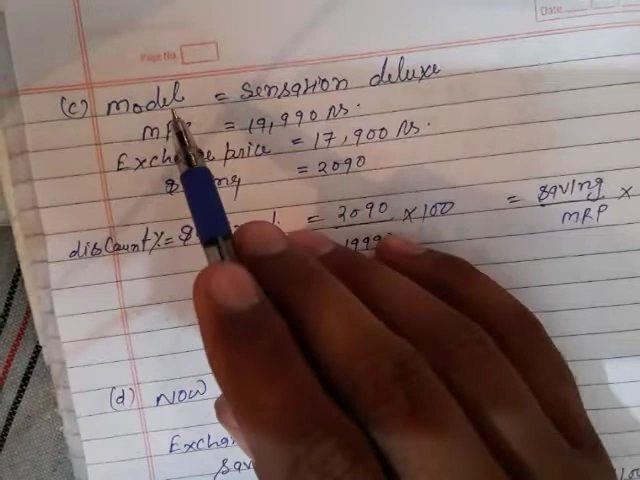 Page No.
Date
(c) Model = Sensation deluxe
= 19,990 Rs.
price = 17,900 Rs.
= 2090
discount% = = 2090 × 100 = saving ×
MRP
(d) NOW